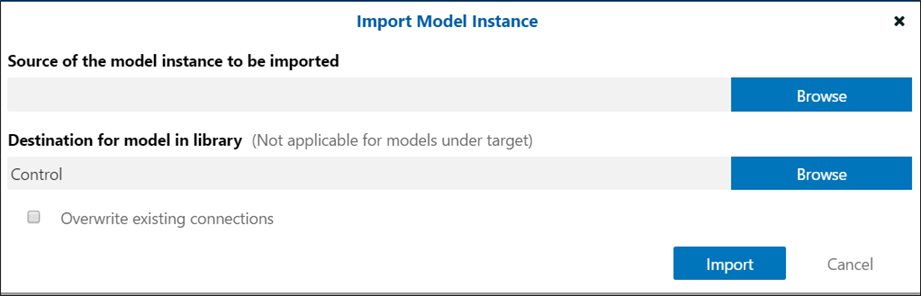 Import Model Instance
Source of the model instance to be imported
Browse
Destination for model in library (Not applicable for models under target)
Control
Browse
Overwrite existing connections
Import Cancel